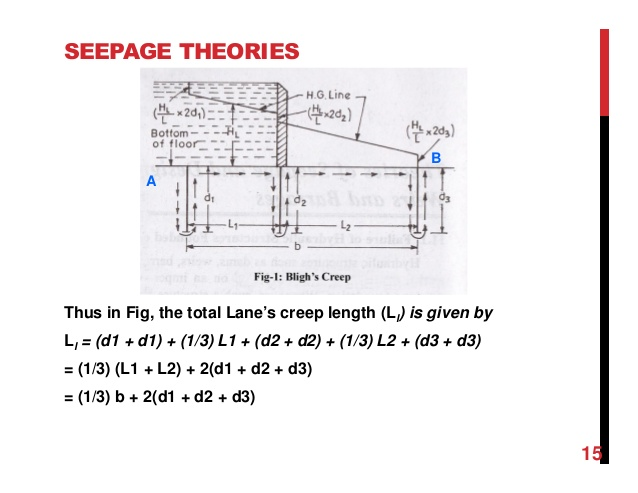 SEEPAGE THEORIES
H.G. Line
(HL/L ×2d1)
(HL/L ×2d2)
(HL/L ×2d3)
HL
Bottom
of floor
B
A
d1
d2
d3
L1
L2
b
Fig-1: Bligh's Creep
Thus in Fig, the total Lane's creep length (Ll) is given by
Ll = (d1 + d1) + (1/3) L1 + (d2 + d2) + (1/3) L2 + (d3 + d3)
= (1/3) (L1 + L2) + 2(d1 + d2 + d3)
= (1/3) b + 2(d1 + d2 + d3)
15